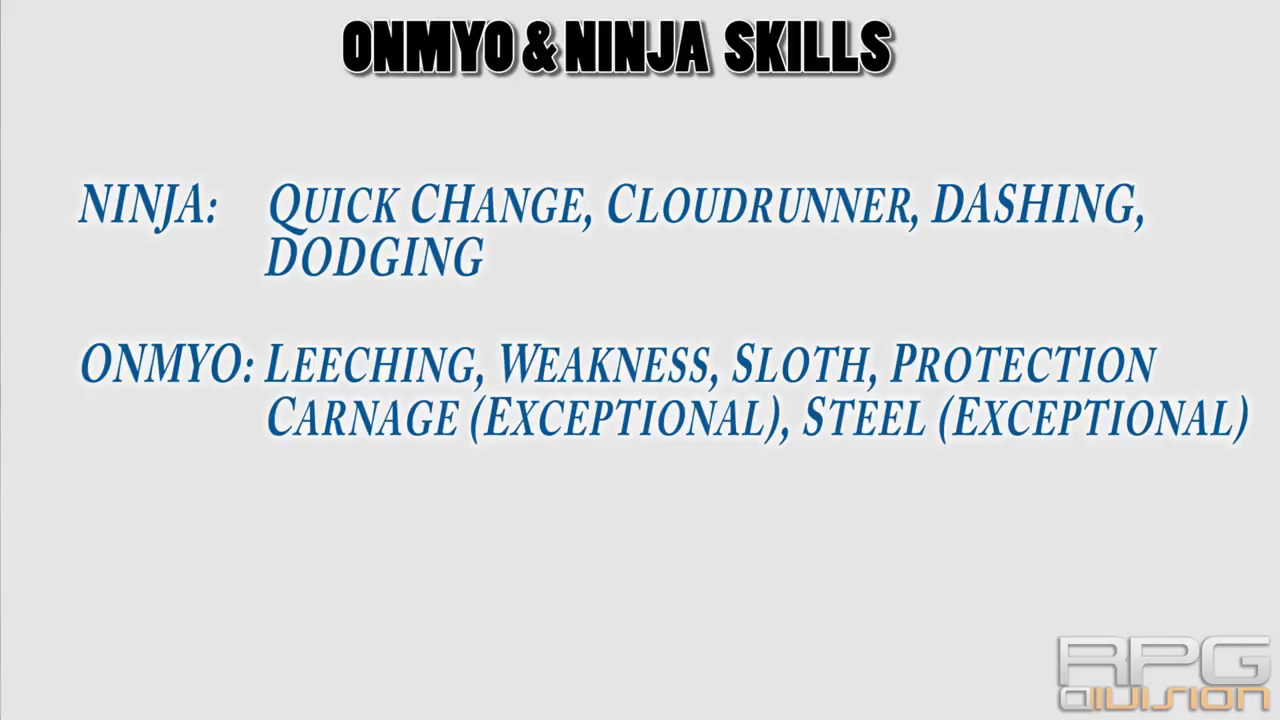 ONMYO & NINJA SKILLS
NINJA: QUICK CHANGE, CLOUDRUNNER, DASHING,
DODGING
ONMYO: LEECHING, WEAKNESS, SLOTH, PROTECTION
CARNAGE (EXCEPTIONAL), STEEL (EXCEPTIONAL)
RPG
DIVISION